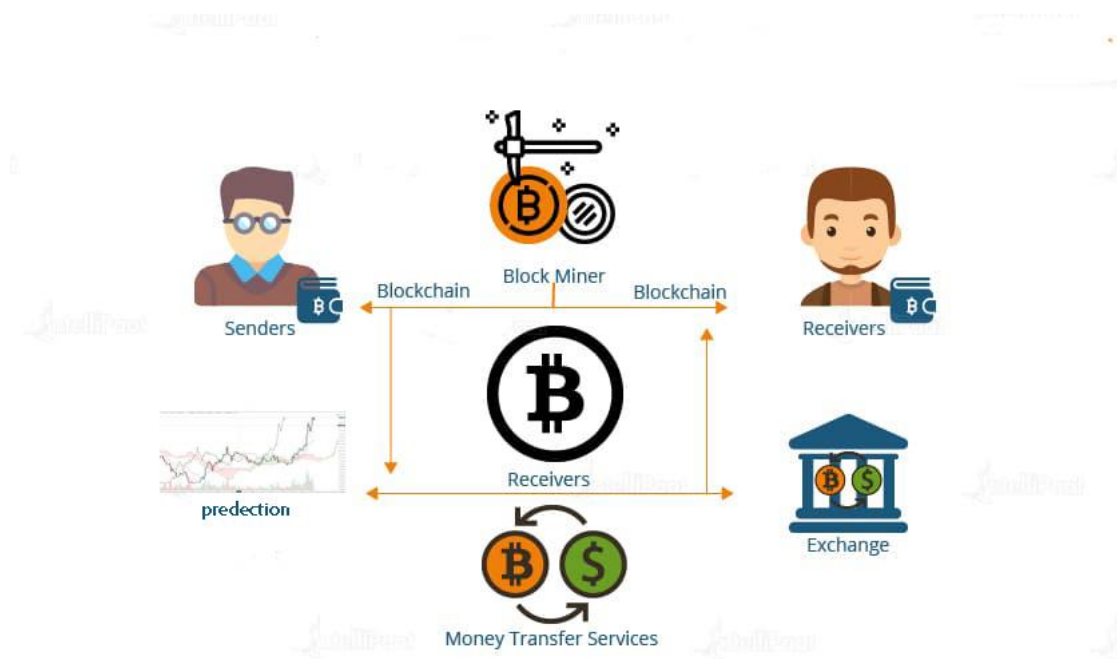 Block Miner
Blockchain
Blockchain
Senders
Receivers
Receivers
predection
Exchange
Money Transfer Services